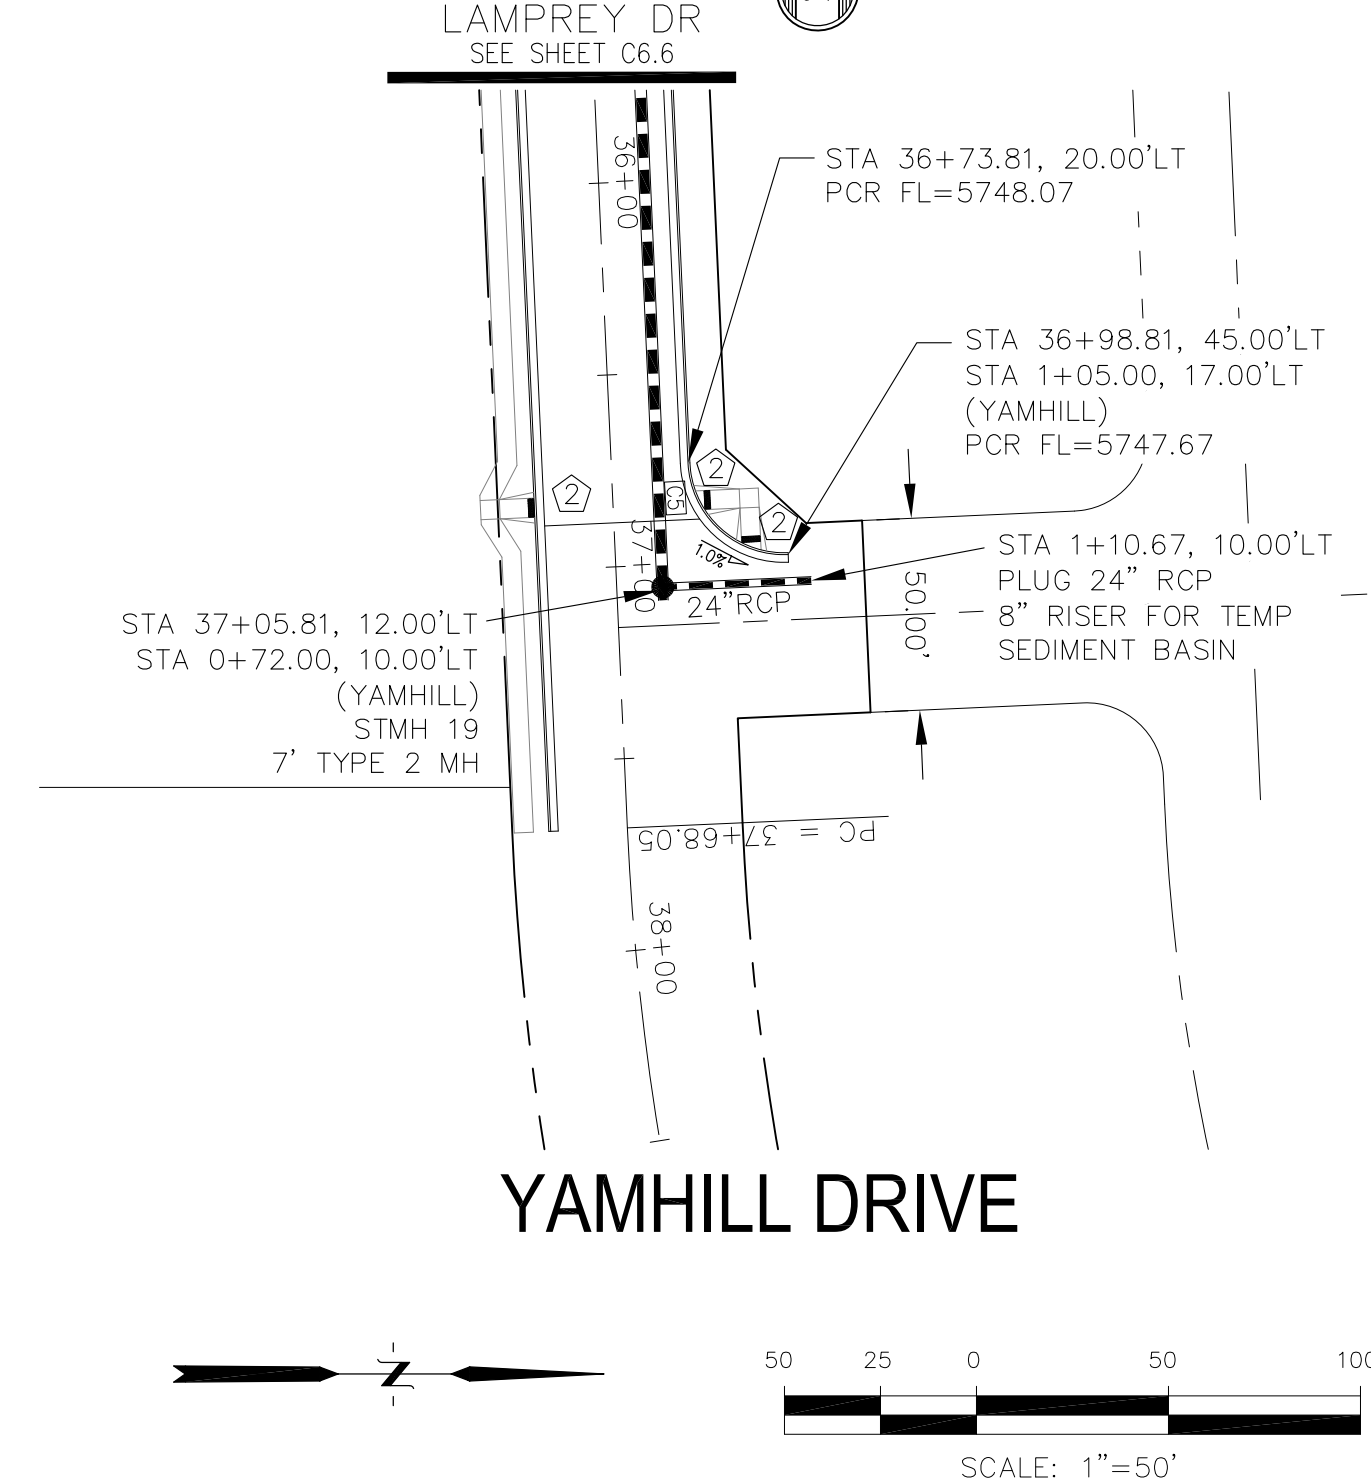 LAMPREY DR
SEE SHEET C6.6
36+00
STA 36+73.81, 20.00'LT
PCR FL=5748.07
STA 36+98.81, 45.00'LT
STA 1+05.00, 17.00'LT
(YAMHILL)
PCR FL=5747.67
2
2
C5
2
37+00
1.0%
STA 1+10.67, 10.00'LT
PLUG 24" RCP
8" RISER FOR TEMP
SEDIMENT BASIN
50.00'
24"RCP
STA 37+05.81, 12.00'LT
STA 0+72.00, 10.00'LT
(YAMHILL)
STMH 19
7' TYPE 2 MH
PC = 37+68.05
38+00
YAMHILL DRIVE
N
50 25 0 50 100
SCALE: 1"=50'